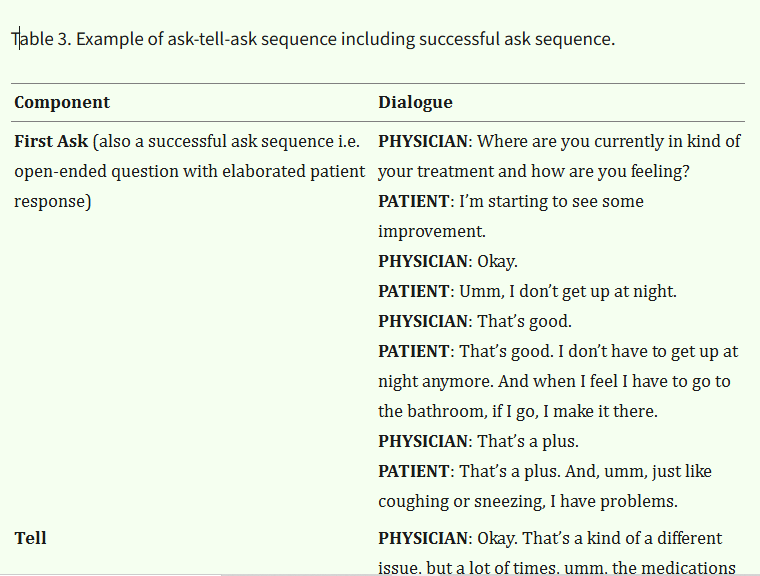 Table 3. Example of ask-tell-ask sequence including successful ask sequence.
Component
Dialogue
First Ask (also a successful ask sequence i.e.
open-ended question with elaborated patient
response)
PHYSICIAN: Where are you currently in kind of
your treatment and how are you feeling?
PATIENT: I’m starting to see some
improvement.
PHYSICIAN: Okay.
PATIENT: Umm, I don’t get up at night.
PHYSICIAN: That’s good.
PATIENT: That’s good. I don’t have to get up at
night anymore. And when I feel I have to go to
the bathroom, if I go, I make it there.
PHYSICIAN: That’s a plus.
PATIENT: That’s a plus. And, umm, just like
coughing or sneezing, I have problems.
Tell
PHYSICIAN: Okay. That’s a kind of a different
issue, but a lot of times, umm, the medications